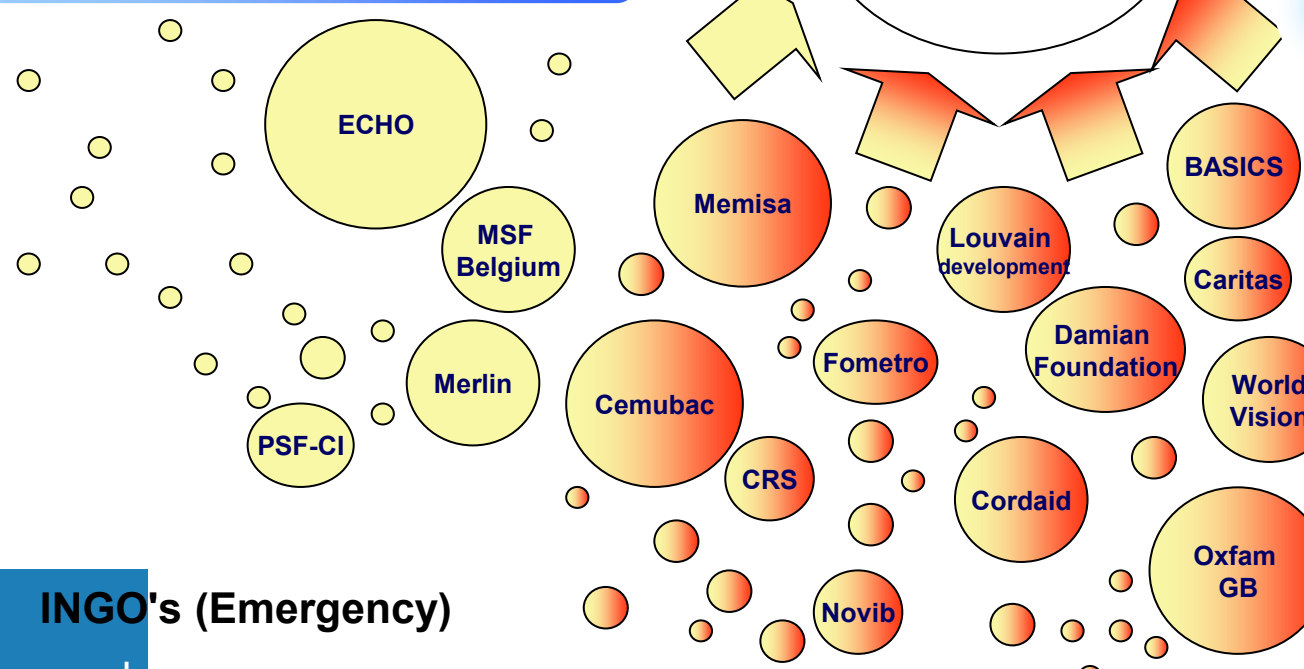 ECHO
MSF
Belgium
Memisa
Louvain
development
BASICS
Caritas
Damian
Foundation
Fometro
Merlin
Cemubac
World
Vision
PSF-CI
CRS
Cordaid
Oxfam
GB
INGO's (Emergency)
Novib